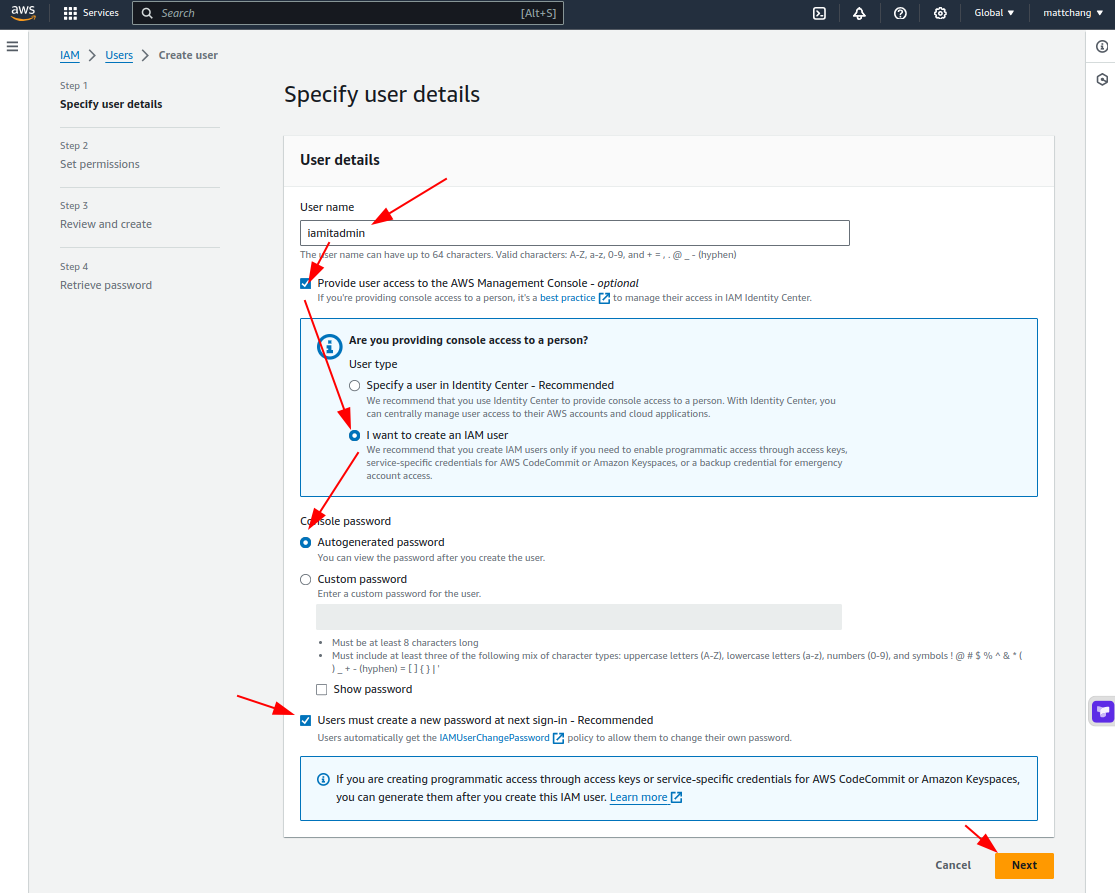 aws Services Search [Alt+S] Global mattchang
IAM Users Create user
Step 1
Specify user details
Step 2
Set permissions
Step 3
Review and create
Step 4
Retrieve password
Specify user details
User details
User name
iamitadmin
The user name can have up to 64 characters. Valid characters: A-Z, a-z, 0-9, and + = , . @ _ - (hyphen)
Provide user access to the AWS Management Console - optional
If you're providing console access to a person, it's a best practice to manage their access in IAM Identity Center.
Are you providing console access to a person?
User type
Specify a user in Identity Center - Recommended
We recommend that you use Identity Center to provide console access to a person. With Identity Center, you
can centrally manage user access to their AWS accounts and cloud applications.
I want to create an IAM user
We recommend that you create IAM users only if you need to enable programmatic access through access keys,
service-specific credentials for AWS CodeCommit or Amazon Keyspaces, or a backup credential for emergency
account access.
Console password
Autogenerated password
You can view the password after you create the user.
Custom password
Enter a custom password for the user.
Must be at least 8 characters long
Must include at least three of the following mix of character types: uppercase letters (A-Z), lowercase letters (a-z), numbers (0-9), and symbols ! @ # $ % ^ & * (
) _ + - (hyphen) = [ ] { } | '
Show password
Users must create a new password at next sign-in - Recommended
Users automatically get the IAMUserChangePassword policy to allow them to change their own password.
If you are creating programmatic access through access keys or service-specific credentials for AWS CodeCommit or Amazon Keyspaces,
you can generate them after you create this IAM user. Learn more
Cancel Next